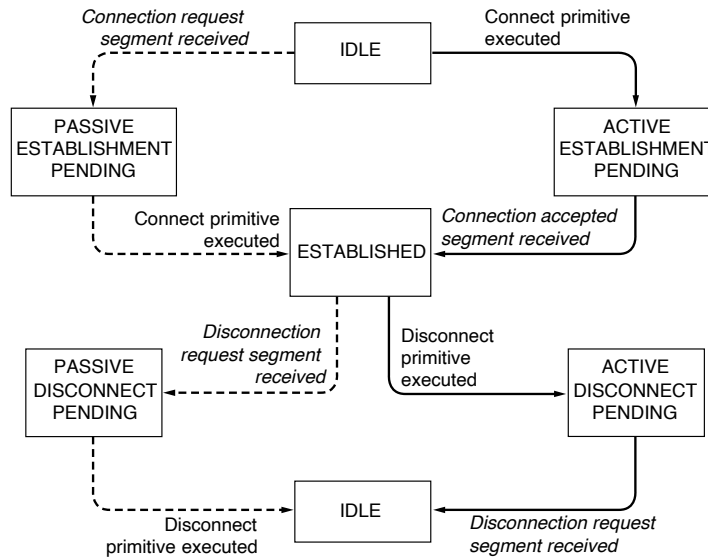 Connection request
segment received
IDLE
Connect primitive
executed
PASSIVE
ESTABLISHMENT
PENDING
ACTIVE
ESTABLISHMENT
PENDING
Connect primitive
executed
ESTABLISHED
Connection accepted
segment received
Disconnection
request segment
received
Disconnect
primitive
executed
PASSIVE
DISCONNECT
PENDING
ACTIVE
DISCONNECT
PENDING
Disconnect
primitive executed
IDLE
Disconnection request
segment received